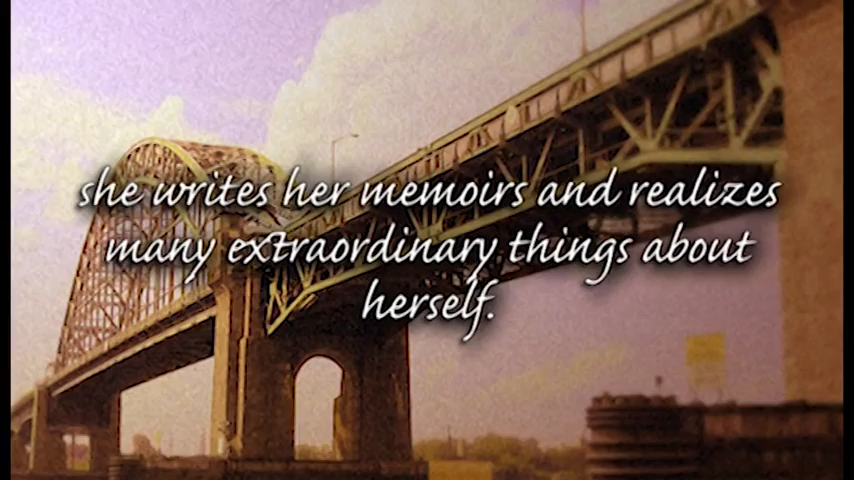 she writes her memoirs and realizes
many extraordinary things about
herself.